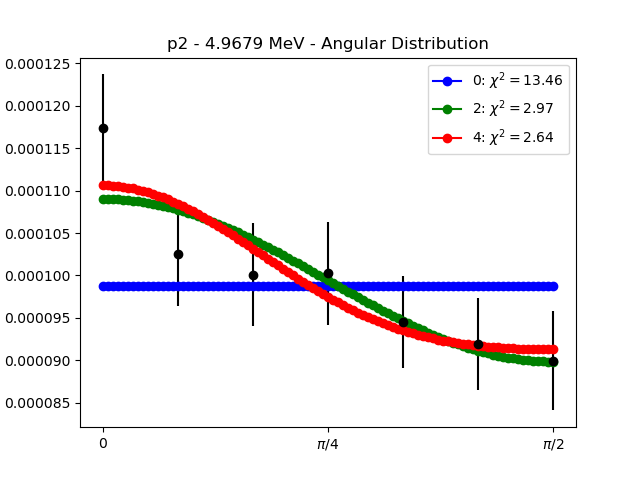 p2 - 4.9679 MeV - Angular Distribution
0.000125
0.000120
0.000115
0.000110
0.000105
0.000100
0.000095
0.000090
0.000085
0: χ² = 13.46
2: χ² = 2.97
4: χ² = 2.64
0
π/4
π/2